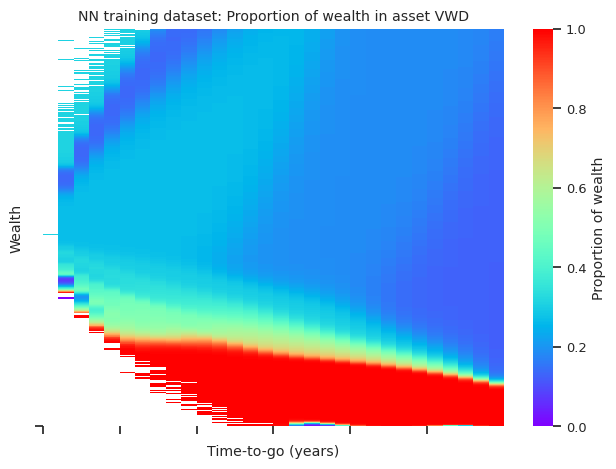 NN training dataset: Proportion of wealth in asset VWD
Wealth
Time-to-go (years)
1.0
0.8
0.6
0.4
0.2
0.0
Proportion of wealth